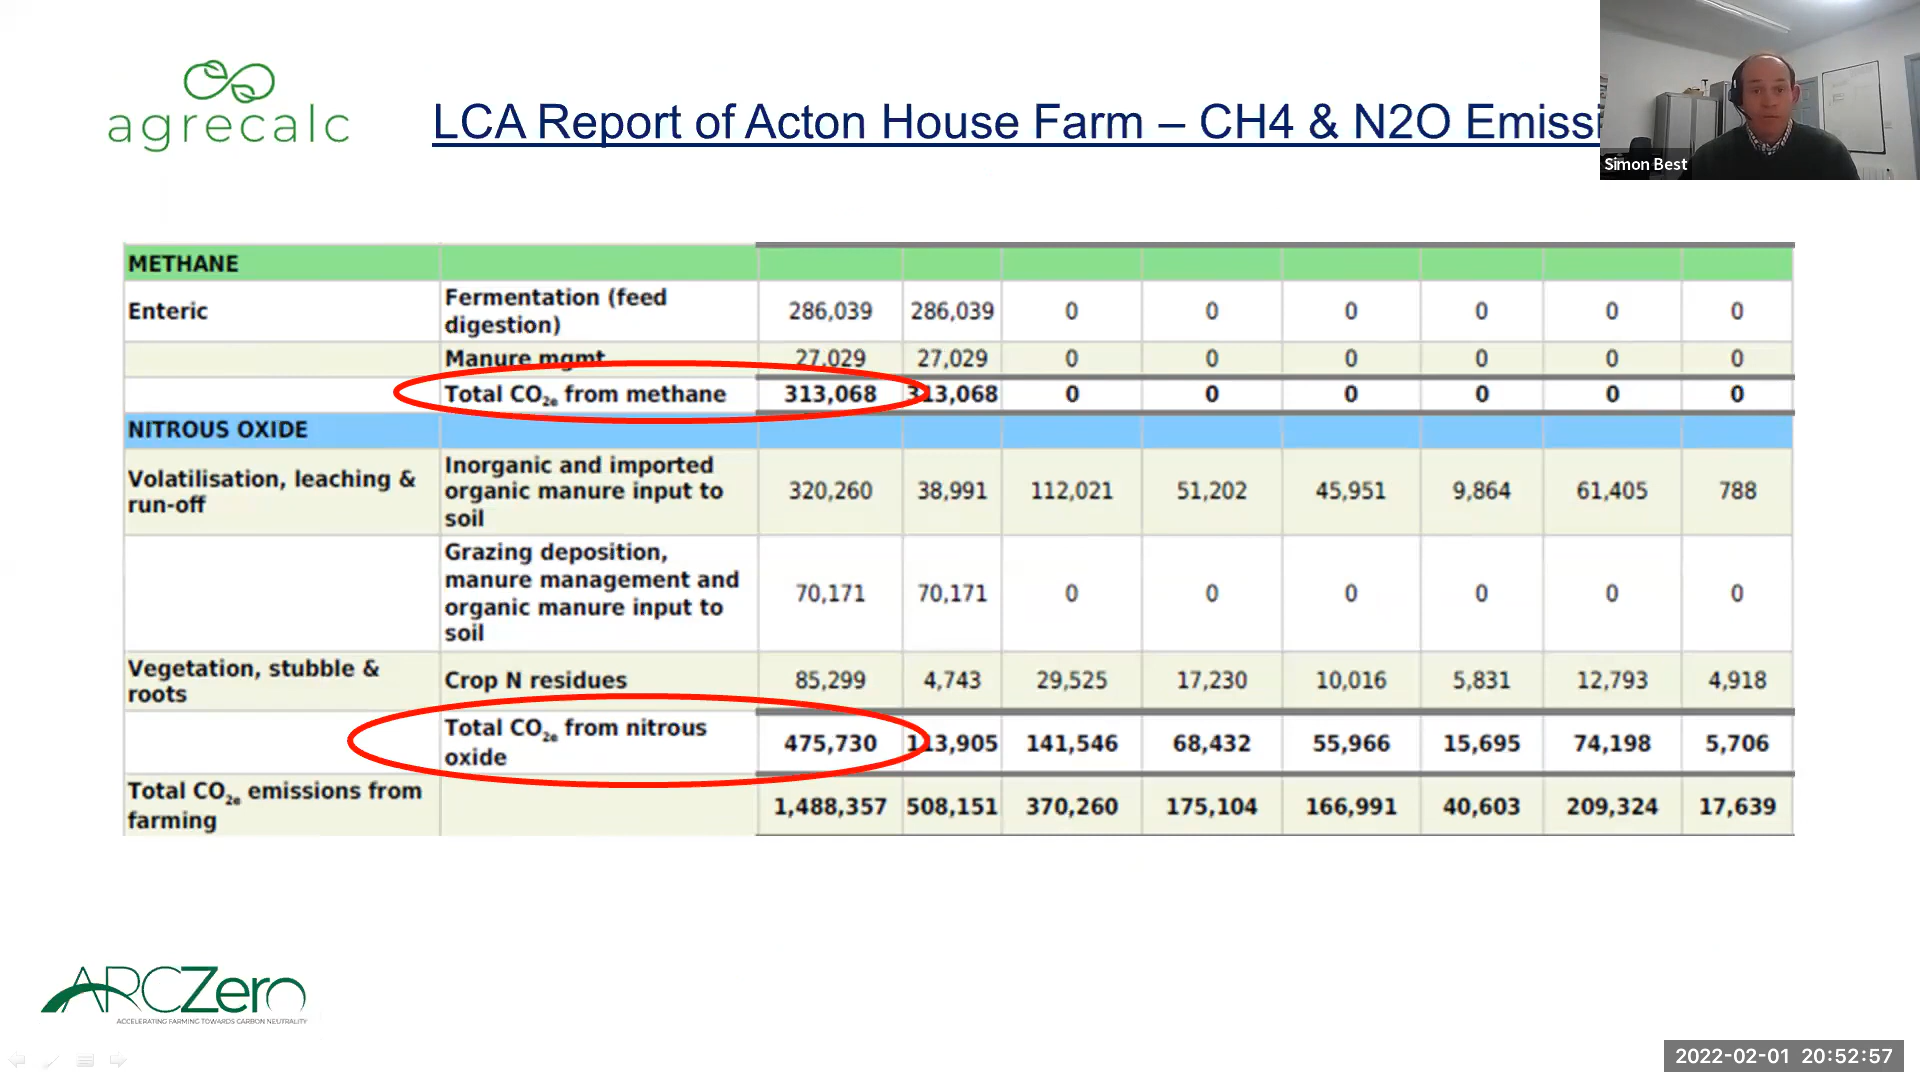 agrecalc
LCA Report of Acton House Farm – CH4 & N2O Emiss
Simon Best
METHANE
Enteric Fermentation (feed digestion) 286,039 286,039 0 0 0 0 0 0
Manure mgmt 27,029 27,029 0 0 0 0 0 0
Total CO2e from methane 313,068 313,068 0 0 0 0 0 0
NITROUS OXIDE
Volatilisation, leaching & run-off Inorganic and imported organic manure input to soil 320,260 38,991 112,021 51,202 45,951 9,864 61,405 788
Grazing deposition, manure management and organic manure input to soil 70,171 70,171 0 0 0 0 0 0
Vegetation, stubble & roots Crop N residues 85,299 4,743 29,525 17,230 10,016 5,831 12,793 4,918
Total CO2e from nitrous oxide 475,730 113,905 141,546 68,432 55,966 15,695 74,198 5,706
Total CO2e emissions from farming 1,488,357 508,151 370,260 175,104 166,991 40,603 209,324 17,639
ARCZero
ACCELERATING FARMING TOWARDS CARBON NEUTRALITY
2022-02-01 20:52:57